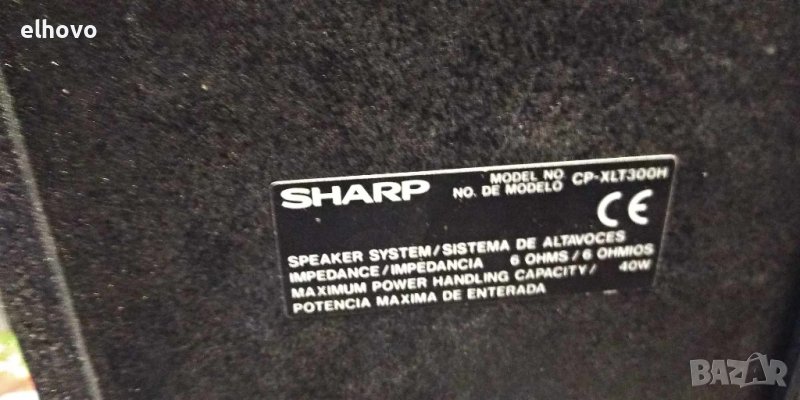 elhovo
SHARP
MODEL NO. CP-XLT300H
NO. DE MODELO
CE
SPEAKER SYSTEM/SISTEMA DE ALTAVOCES
IMPEDANCE/IMPEDANCIA 6 OHMS/6 OHMIOS
MAXIMUM POWER HANDLING CAPACITY/ 40W
POTENCIA MAXIMA DE ENTERADA
BAZAR